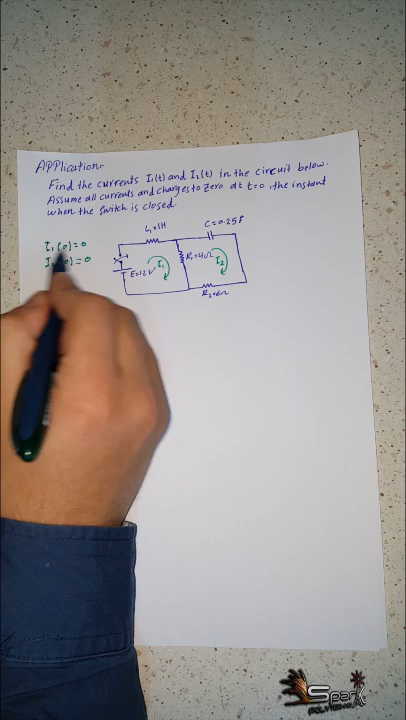 APPlication:-
Find the currents I1(t) and I2(t) in the circuit below.
Assume all currents and charges to zero at t=0, the instant
when the switch is closed.
L1=1H
C=0.25f
I1(0)=0
(0)=0
E=12V
I1
R1=4Ω
I2
R2=6Ω
Spark